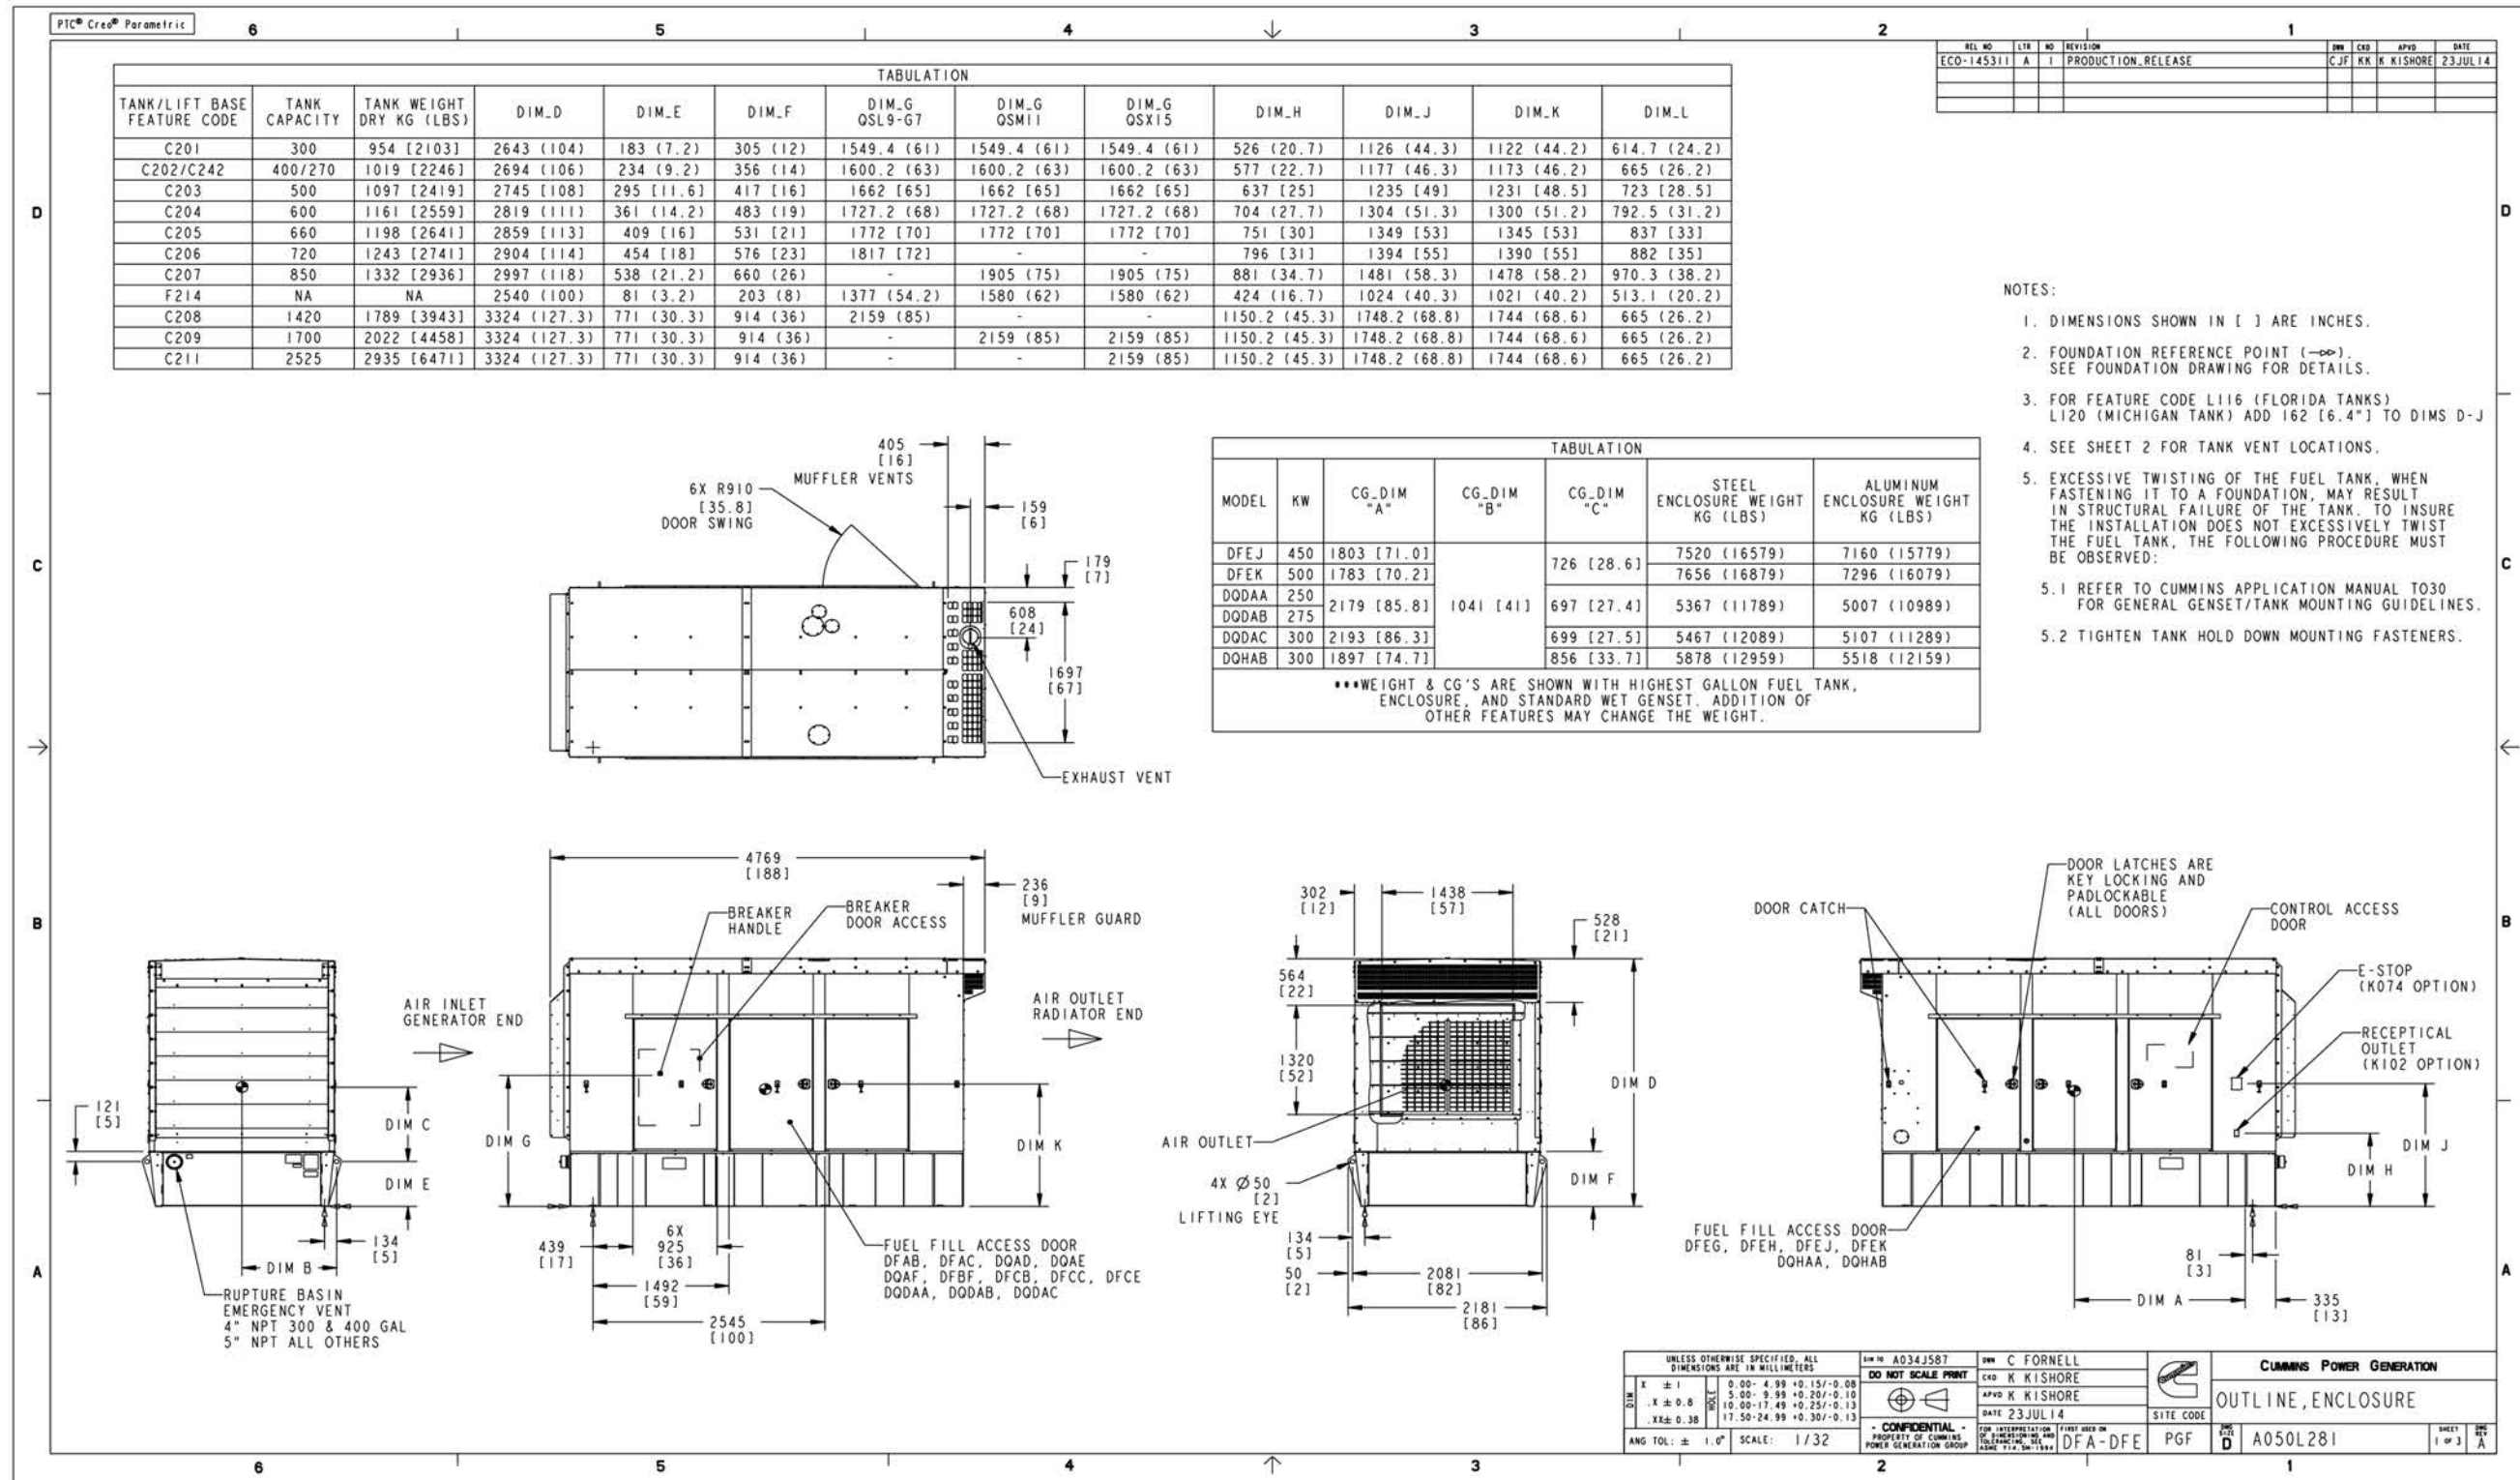 PTC® Creo® Parametric
6 5 4 3 2 1
REL NO LTR NO REVISION DWN CKD APVD DATE
ECO-145311 A 1 PRODUCTION_RELEASE CJF KK K KISHORE 23JUL14
TABULATION
TANK/LIFT BASE FEATURE CODE TANK CAPACITY TANK WEIGHT DRY KG (LBS) DIM_D DIM_E DIM_F DIM_G QSL9-G7 DIM_G QSM11 DIM_G QSX15 DIM_H DIM_J DIM_K DIM_L
C201 300 954 [2103] 2643 (104) 183 (7.2) 305 (12) 1549.4 (61) 1549.4 (61) 1549.4 (61) 526 (20.7) 1126 (44.3) 1122 (44.2) 614.7 (24.2)
C202/C242 400/270 1019 [2246] 2694 (106) 234 (9.2) 356 (14) 1600.2 (63) 1600.2 (63) 1600.2 (63) 577 (22.7) 1177 (46.3) 1173 (46.2) 665 (26.2)
C203 500 1097 [2419] 2745 [108] 295 [11.6] 417 [16] 1662 [65] 1662 [65] 1662 [65] 637 [25] 1235 [49] 1231 [48.5] 723 [28.5]
C204 600 1161 [2559] 2819 (111) 361 (14.2) 483 (19) 1727.2 (68) 1727.2 (68) 1727.2 (68) 704 (27.7) 1304 (51.3) 1300 (51.2) 792.5 (31.2)
C205 660 1198 [2641] 2859 [113] 409 [16] 531 [21] 1772 [70] 1772 [70] 1772 [70] 751 [30] 1349 [53] 1345 [53] 837 [33]
C206 720 1243 [2741] 2904 [114] 454 [18] 576 [23] 1817 [72] - - 796 [31] 1394 [55] 1390 [55] 882 [35]
C207 850 1332 [2936] 2997 (118) 538 (21.2) 660 (26) - 1905 (75) 1905 (75) 881 (34.7) 1481 (58.3) 1478 (58.2) 970.3 (38.2)
F214 NA NA 2540 (100) 81 (3.2) 203 (8) 1377 (54.2) 1580 (62) 1580 (62) 424 (16.7) 1024 (40.3) 1021 (40.2) 513.1 (20.2)
C208 1420 1789 [3943] 3324 (127.3) 771 (30.3) 914 (36) 2159 (85) - - 1150.2 (45.3) 1748.2 (68.8) 1744 (68.6) 665 (26.2)
C209 1700 2022 [4458] 3324 (127.3) 771 (30.3) 914 (36) - 2159 (85) 2159 (85) 1150.2 (45.3) 1748.2 (68.8) 1744 (68.6) 665 (26.2)
C211 2525 2935 [6471] 3324 (127.3) 771 (30.3) 914 (36) - - 2159 (85) 1150.2 (45.3) 1748.2 (68.8) 1744 (68.6) 665 (26.2)
D D
NOTES:
1. DIMENSIONS SHOWN IN [ ] ARE INCHES.
2. FOUNDATION REFERENCE POINT ( ).
SEE FOUNDATION DRAWING FOR DETAILS.
3. FOR FEATURE CODE L116 (FLORIDA TANKS)
L120 (MICHIGAN TANK) ADD 162 [6.4"] TO DIMS D-J
4. SEE SHEET 2 FOR TANK VENT LOCATIONS.
5. EXCESSIVE TWISTING OF THE FUEL TANK, WHEN
FASTENING IT TO A FOUNDATION, MAY RESULT
IN STRUCTURAL FAILURE OF THE TANK. TO INSURE
THE INSTALLATION DOES NOT EXCESSIVELY TWIST
THE FUEL TANK, THE FOLLOWING PROCEDURE MUST
BE OBSERVED:
5.1 REFER TO CUMMINS APPLICATION MANUAL TO30
FOR GENERAL GENSET/TANK MOUNTING GUIDELINES.
5.2 TIGHTEN TANK HOLD DOWN MOUNTING FASTENERS.
C C
405
[16]
MUFFLER VENTS
6X R910
[35.8]
DOOR SWING
159
[6]
179
[7]
608
[24]
1697
[67]
EXHAUST VENT
TABULATION
MODEL KW CG_DIM "A" CG_DIM "B" CG_DIM "C" STEEL ENCLOSURE WEIGHT KG (LBS) ALUMINUM ENCLOSURE WEIGHT KG (LBS)
DFEJ 450 1803 [71.0] 1041 [41] 726 [28.6] 7520 (16579) 7160 (15779)
DFEK 500 1783 [70.2] 7656 (16879) 7296 (16079)
DQDAA 250 2179 [85.8] 697 [27.4] 5367 (11789) 5007 (10989)
DQDAB 275
DQDAC 300 2193 [86.3] 699 [27.5] 5467 (12089) 5107 (11289)
DQHAB 300 1897 [74.7] 856 [33.7] 5878 (12959) 5518 (12159)
***WEIGHT & CG'S ARE SHOWN WITH HIGHEST GALLON FUEL TANK,
ENCLOSURE, AND STANDARD WET GENSET. ADDITION OF
OTHER FEATURES MAY CHANGE THE WEIGHT.
B B
121
[5]
DIM C
DIM E
134
[5]
DIM B
RUPTURE BASIN
EMERGENCY VENT
4" NPT 300 & 400 GAL
5" NPT ALL OTHERS
AIR INLET
GENERATOR END
4769
[188]
236
[9]
MUFFLER GUARD
BREAKER
HANDLE
BREAKER
DOOR ACCESS
AIR OUTLET
RADIATOR END
DIM G
DIM K
439
[17]
6X
925
[36]
1492
[59]
2545
[100]
FUEL FILL ACCESS DOOR
DFAB, DFAC, DQAD, DQAE
DQAF, DFBF, DFCB, DFCC, DFCE
DQDAA, DQDAB, DQDAC
302
[12]
1438
[57]
528
[21]
564
[22]
1320
[52]
DIM D
AIR OUTLET
DIM F
4X Ø50
[2]
LIFTING EYE
134
[5]
50
[2]
2081
[82]
2181
[86]
DOOR CATCH
DOOR LATCHES ARE
KEY LOCKING AND
PADLOCKABLE
(ALL DOORS)
CONTROL ACCESS
DOOR
E-STOP
(K074 OPTION)
RECEPTICAL
OUTLET
(K102 OPTION)
DIM J
DIM H
FUEL FILL ACCESS DOOR
DFEG, DFEH, DFEJ, DFEK
DQHAA, DQHAB
81
[3]
DIM A
335
[13]
A A
UNLESS OTHERWISE SPECIFIED, ALL
DIMENSIONS ARE IN MILLIMETERS
DIM
X ± 1
.X ± 0.8
.XX± 0.38
HOLE
0.00- 4.99 +0.15/-0.08
5.00- 9.99 +0.20/-0.10
10.00-17.49 +0.25/-0.13
17.50-24.99 +0.30/-0.13
ANG TOL: ± 1.0° SCALE: 1/32
SIM TO A034J587
DO NOT SCALE PRINT
- CONFIDENTIAL -
PROPERTY OF CUMMINS
POWER GENERATION GROUP
DWN C FORNELL
CKD K KISHORE
APVD K KISHORE
DATE 23JUL14
FOR INTERPRETATION
OF DIMENSIONING AND
TOLERANCING, SEE
ASME Y14.5M-1994
FIRST USED ON
DFA-DFE
SITE CODE
PGF
CUMMINS POWER GENERATION
OUTLINE,ENCLOSURE
DWG SIZE D A050L281 SHEET 1 OF 3 DWG REV A
6 5 4 3 2 1